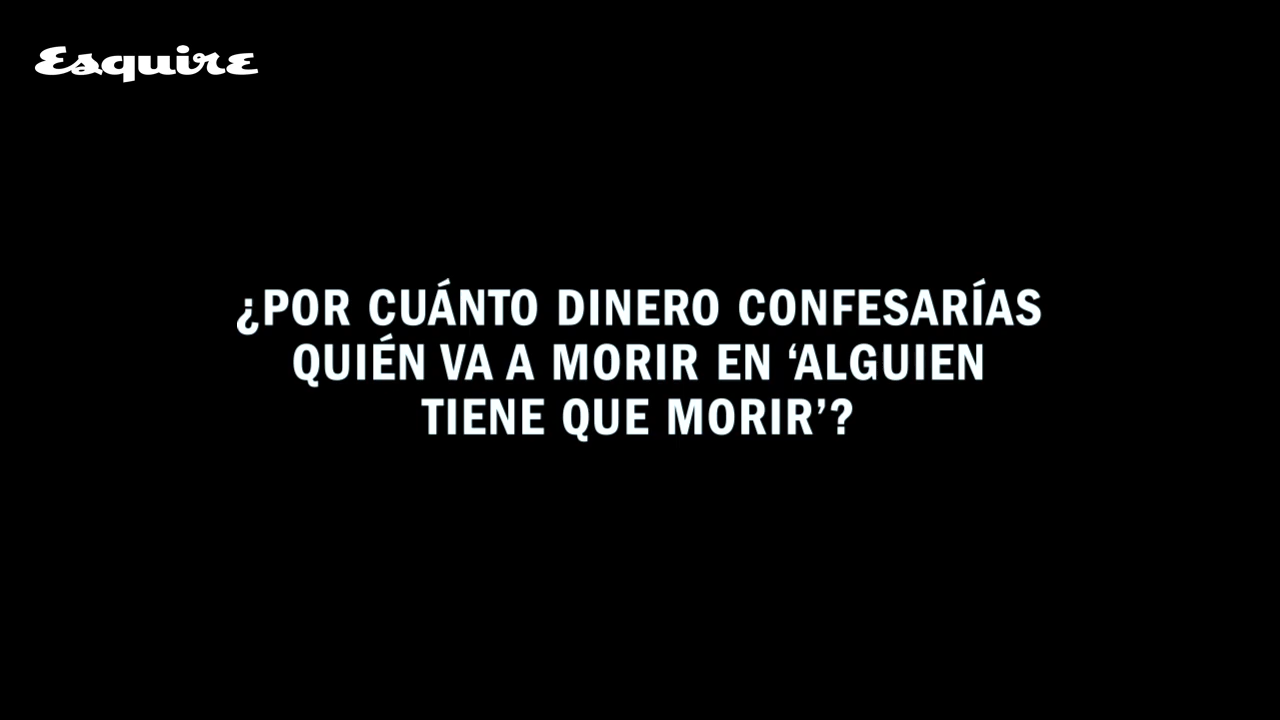 Esquire
¿POR CUÁNTO DINERO CONFESARÍAS
QUIÉN VA A MORIR EN ‘ALGUIEN
TIENE QUE MORIR’?